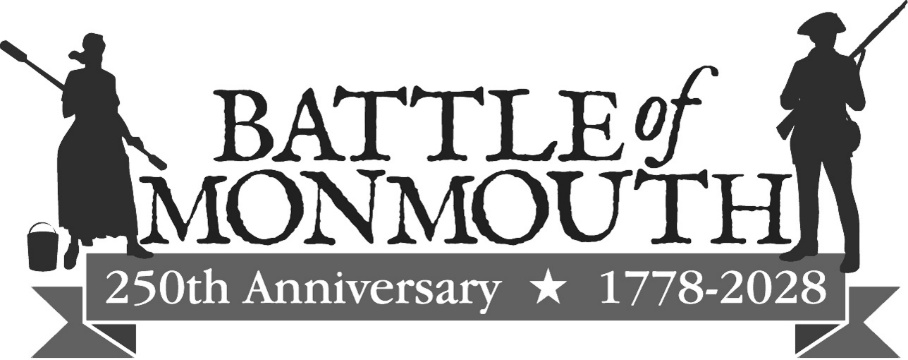 BATTLE of
MONMOUTH
250th Anniversary ★ 1778-2028